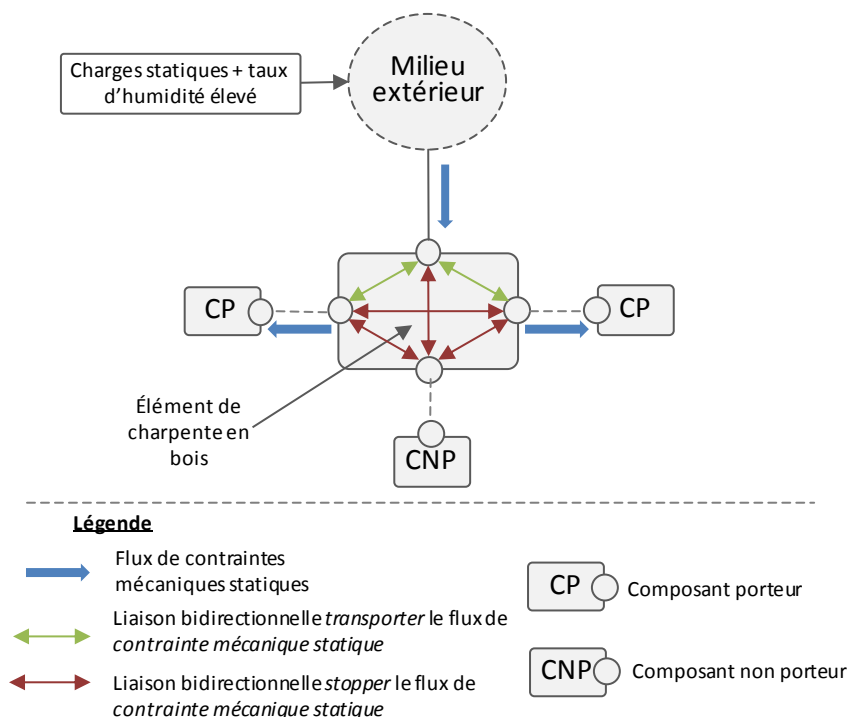 Charges statiques + taux
d'humidité élevé
Milieu
extérieur
CP
CP
Élément de
charpente en
bois
CNP
Légende
Flux de contraintes
mécaniques statiques
Liaison bidirectionnelle transporter le flux de
contrainte mécanique statique
Liaison bidirectionnelle stopper le flux de
contrainte mécanique statique
CP
Composant porteur
CNP
Composant non porteur